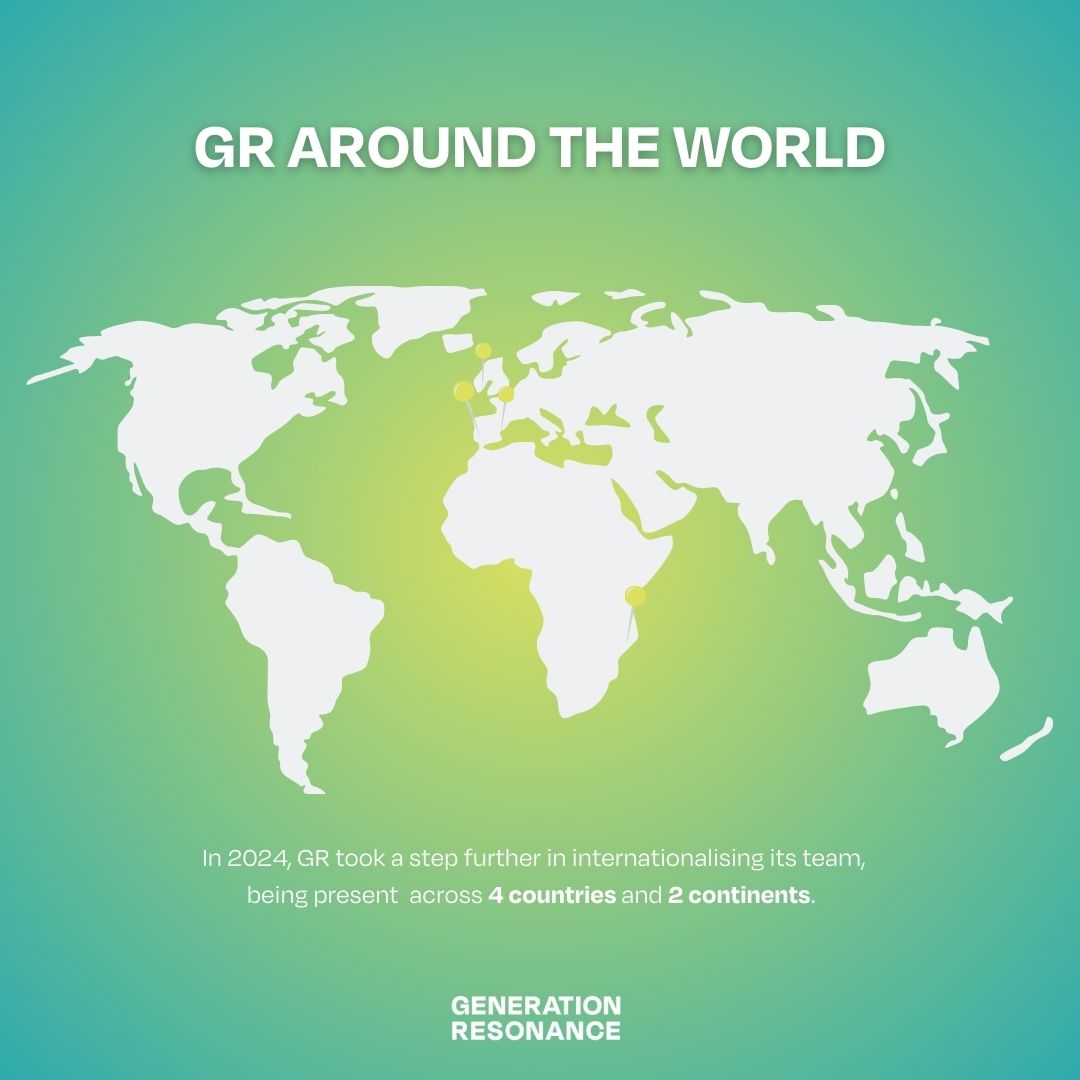 GR AROUND THE WORLD
In 2024, GR took a step further in internationalising its team,
being present across 4 countries and 2 continents.
GENERATION
RESONANCE